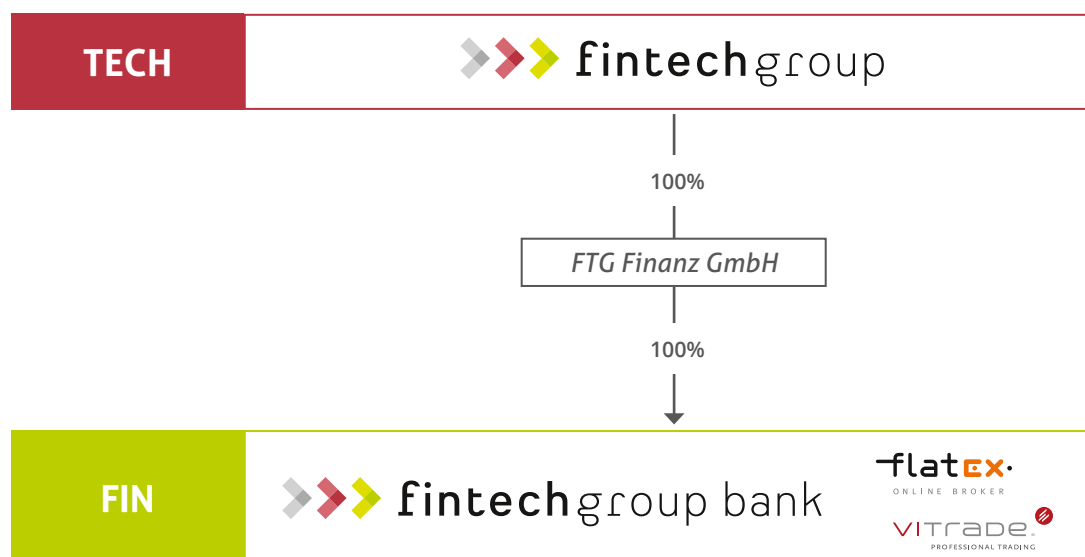 TECH
fintechgroup
100%
FTG Finanz GmbH
100%
FIN
fintechgroup bank
flatex
ONLINE BROKER
VITRADE.
PROFESSIONAL TRADING